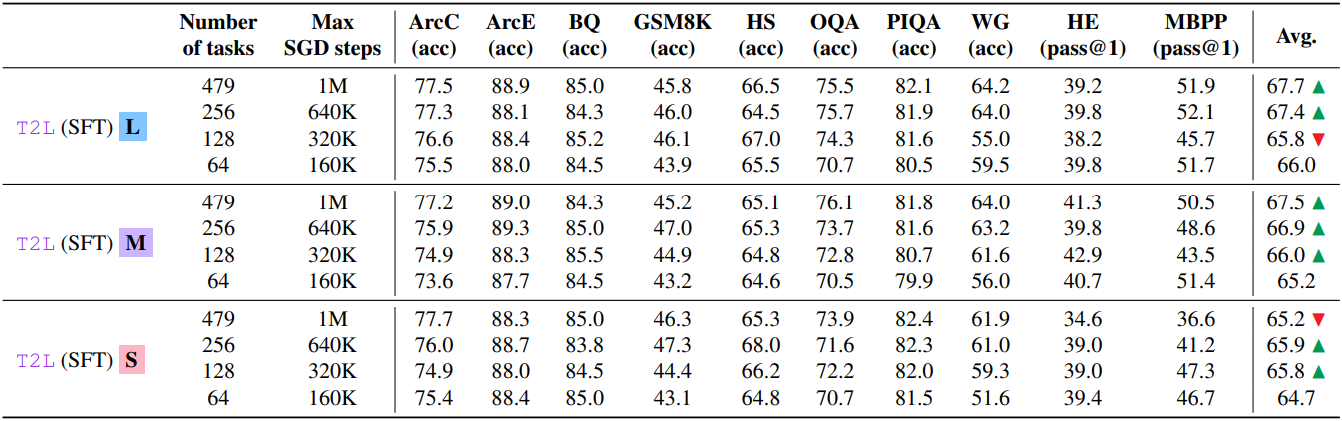 Number of tasks Max SGD steps ArcC (acc) ArcE (acc) BQ (acc) GSM8K (acc) HS (acc) OQA (acc) PIQA (acc) WG (acc) HE (pass@1) MBPP (pass@1) Avg.
T2L (SFT) L
479 1M 77.5 88.9 85.0 45.8 66.5 75.5 82.1 64.2 39.2 51.9 67.7 ▲
256 640K 77.3 88.1 84.3 46.0 64.5 75.7 81.9 64.0 39.8 52.1 67.4 ▲
128 320K 76.6 88.4 85.2 46.1 67.0 74.3 81.6 55.0 38.2 45.7 65.8 ▼
64 160K 75.5 88.0 84.5 43.9 65.5 70.7 80.5 59.5 39.8 51.7 66.0
T2L (SFT) M
479 1M 77.2 89.0 84.3 45.2 65.1 76.1 81.8 64.0 41.3 50.5 67.5 ▲
256 640K 75.9 89.3 85.0 47.0 65.3 73.7 81.6 63.2 39.8 48.6 66.9 ▲
128 320K 74.9 88.3 85.5 44.9 64.8 72.8 80.7 61.6 42.9 43.5 66.0 ▲
64 160K 73.6 87.7 84.5 43.2 64.6 70.5 79.9 56.0 40.7 51.4 65.2
T2L (SFT) S
479 1M 77.7 88.3 85.0 46.3 65.3 73.9 82.4 61.9 34.6 36.6 65.2 ▼
256 640K 76.0 88.7 83.8 47.3 68.0 71.6 82.3 61.0 39.0 41.2 65.9 ▲
128 320K 74.9 88.0 84.5 44.4 66.2 72.2 82.0 59.3 39.0 47.3 65.8 ▲
64 160K 75.4 88.4 85.0 43.1 64.8 70.7 81.5 51.6 39.4 46.7 64.7